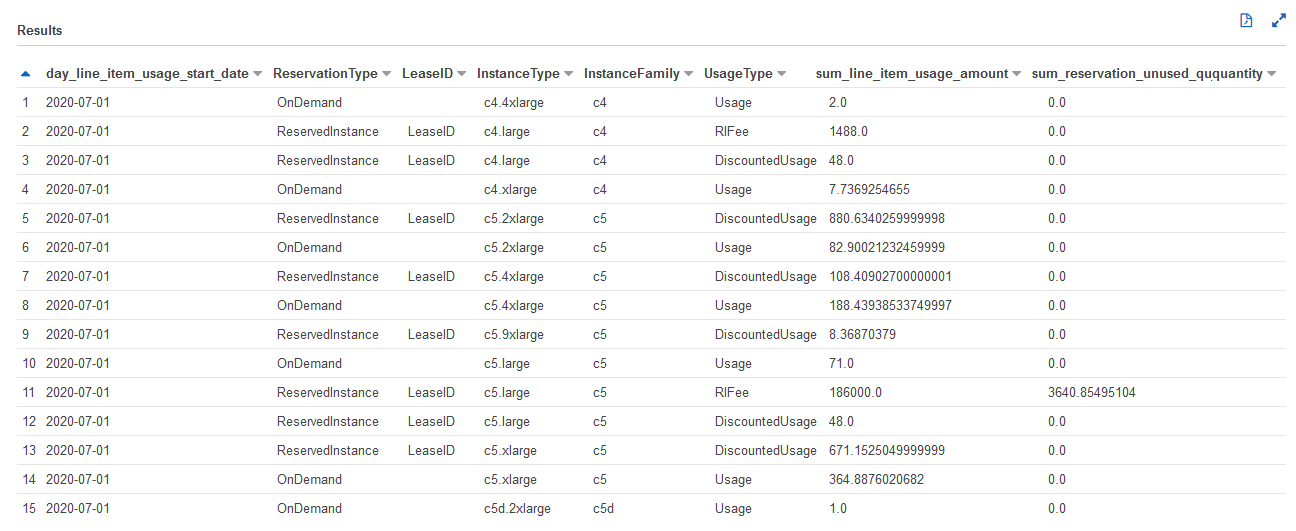 Results
day_line_item_usage_start_date ReservationType LeaseID InstanceType InstanceFamily UsageType sum_line_item_usage_amount sum_reservation_unused_ququantity
1 2020-07-01 OnDemand c4.4xlarge c4 Usage 2.0 0.0
2 2020-07-01 ReservedInstance LeaseID c4.large c4 RIFee 1488.0 0.0
3 2020-07-01 ReservedInstance LeaseID c4.large c4 DiscountedUsage 48.0 0.0
4 2020-07-01 OnDemand c4.xlarge c4 Usage 7.7369254655 0.0
5 2020-07-01 ReservedInstance LeaseID c5.2xlarge c5 DiscountedUsage 880.6340259999998 0.0
6 2020-07-01 OnDemand c5.2xlarge c5 Usage 82.90021232459999 0.0
7 2020-07-01 ReservedInstance LeaseID c5.4xlarge c5 DiscountedUsage 108.40902700000001 0.0
8 2020-07-01 OnDemand c5.4xlarge c5 Usage 188.43938533749997 0.0
9 2020-07-01 ReservedInstance LeaseID c5.9xlarge c5 DiscountedUsage 8.36870379 0.0
10 2020-07-01 OnDemand c5.large c5 Usage 71.0 0.0
11 2020-07-01 ReservedInstance LeaseID c5.large c5 RIFee 186000.0 3640.85495104
12 2020-07-01 ReservedInstance LeaseID c5.large c5 DiscountedUsage 48.0 0.0
13 2020-07-01 ReservedInstance LeaseID c5.xlarge c5 DiscountedUsage 671.1525049999999 0.0
14 2020-07-01 OnDemand c5.xlarge c5 Usage 364.8876020682 0.0
15 2020-07-01 OnDemand c5d.2xlarge c5d Usage 1.0 0.0